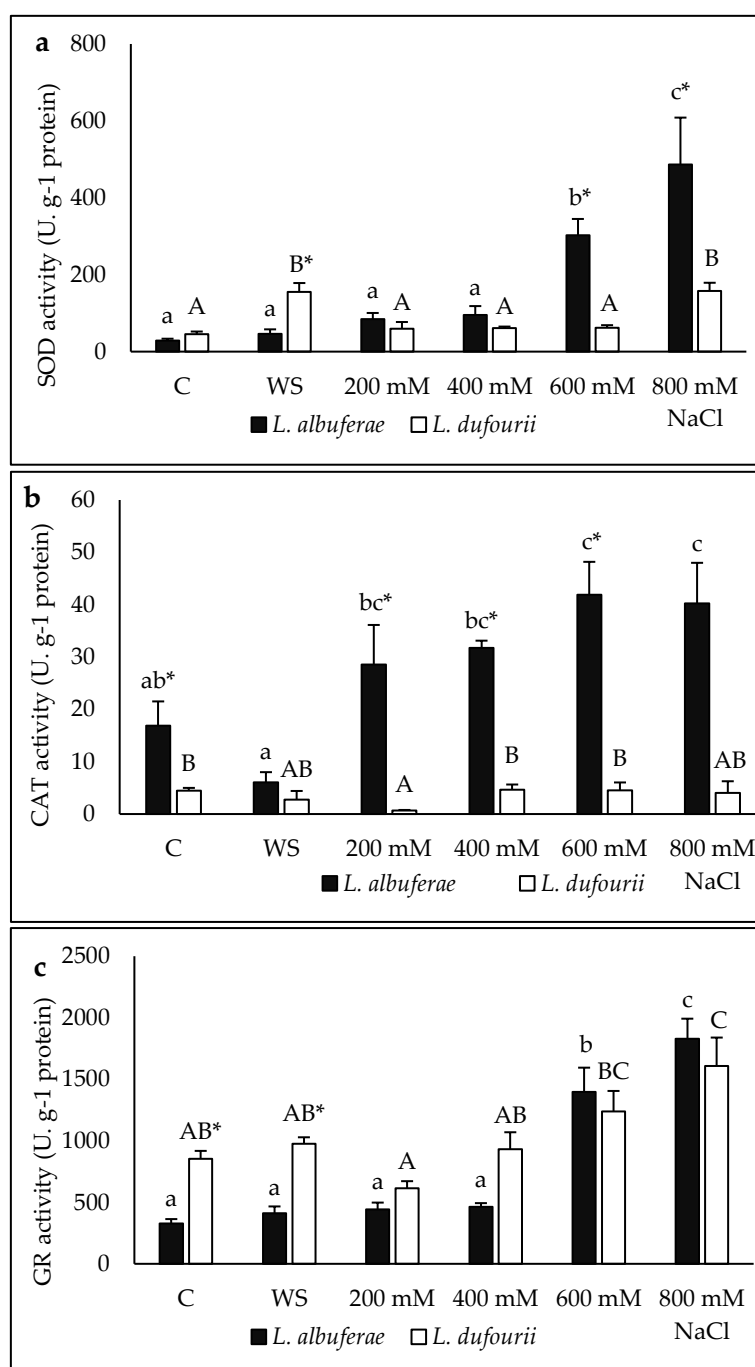 a
800
600
400
200
0
SOD activity (U. g-1 protein)
a A a B* a A a A b* A c* B
C WS 200 mM 400 mM 600 mM 800 mM
NaCl
L. albuferae L. dufourii
b
60
50
40
30
20
10
0
CAT activity (U. g-1 protein)
ab* B a AB bc* A bc* B c* B c AB
C WS 200 mM 400 mM 600 mM 800 mM
NaCl
L. albuferae L. dufourii
c
2500
2000
1500
1000
500
0
GR activity (U. g-1 protein)
a AB* a AB* a A a AB b BC c C
C WS 200 mM 400 mM 600 mM 800 mM
NaCl
L. albuferae L. dufourii